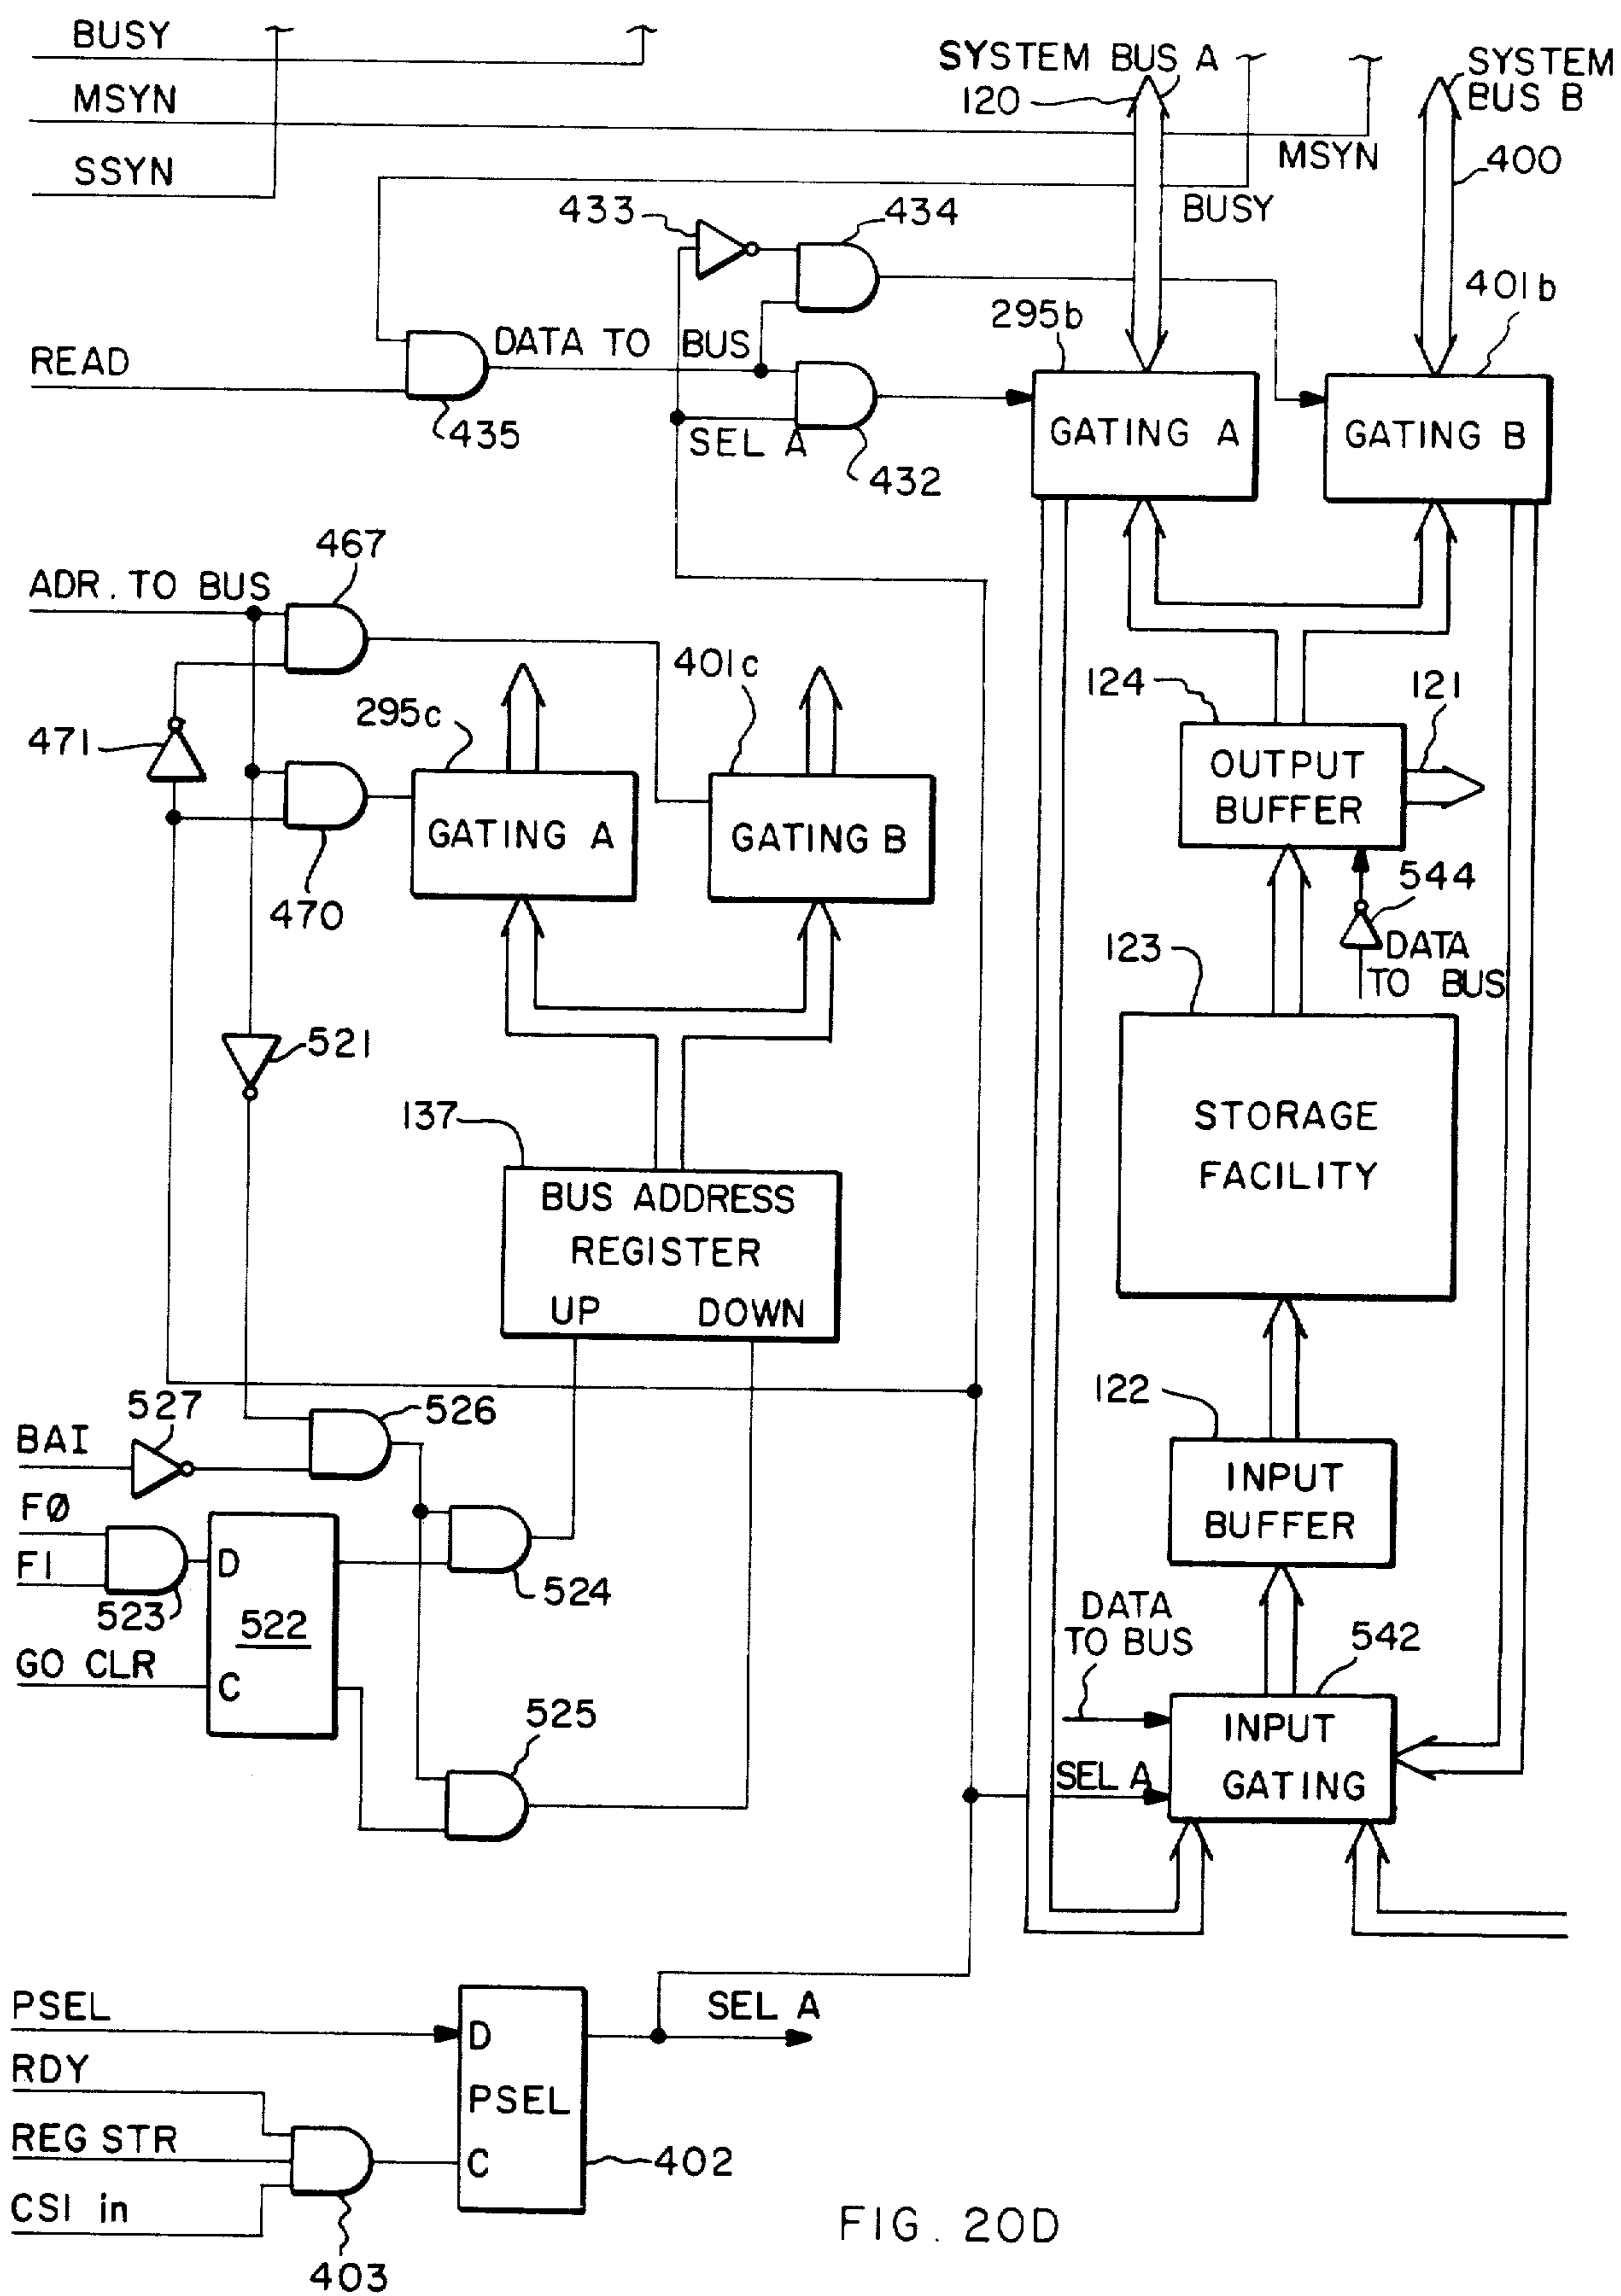 BUSY
MSYN
SSYN
SYSTEM BUS A
120
SYSTEM
BUS B
400
MSYN
BUSY
433
434
295b
401b
READ
DATA TO BUS
435
SEL A
432
GATING A
GATING B
467
ADR. TO BUS
471
295c
401c
470
GATING A
GATING B
124
121
OUTPUT
BUFFER
544
DATA
TO BUS
123
STORAGE
FACILITY
521
137
BUS ADDRESS
REGISTER
UP DOWN
122
INPUT
BUFFER
527
526
BAI
FØ
F1
523
D
522
C
524
GO CLR
525
DATA
TO BUS
542
INPUT
GATING
SEL A
PSEL
RDY
REG STR
CSI in
403
D
PSEL
C
402
SEL A
FIG. 20D